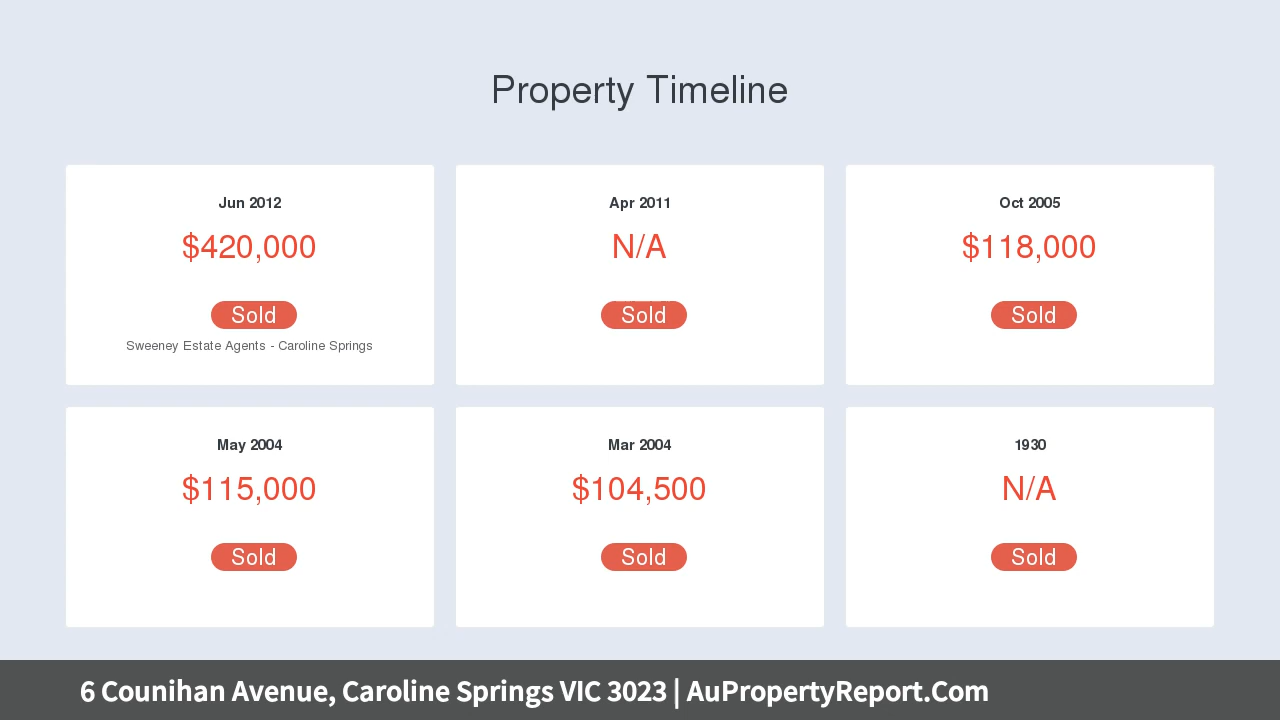 Property Timeline
Jun 2012
$420,000
Sold
Sweeney Estate Agents - Caroline Springs
Apr 2011
N/A
Sold
Oct 2005
$118,000
Sold
May 2004
$115,000
Sold
Mar 2004
$104,500
Sold
1930
N/A
Sold
6 Counihan Avenue, Caroline Springs VIC 3023 | AuPropertyReport.Com